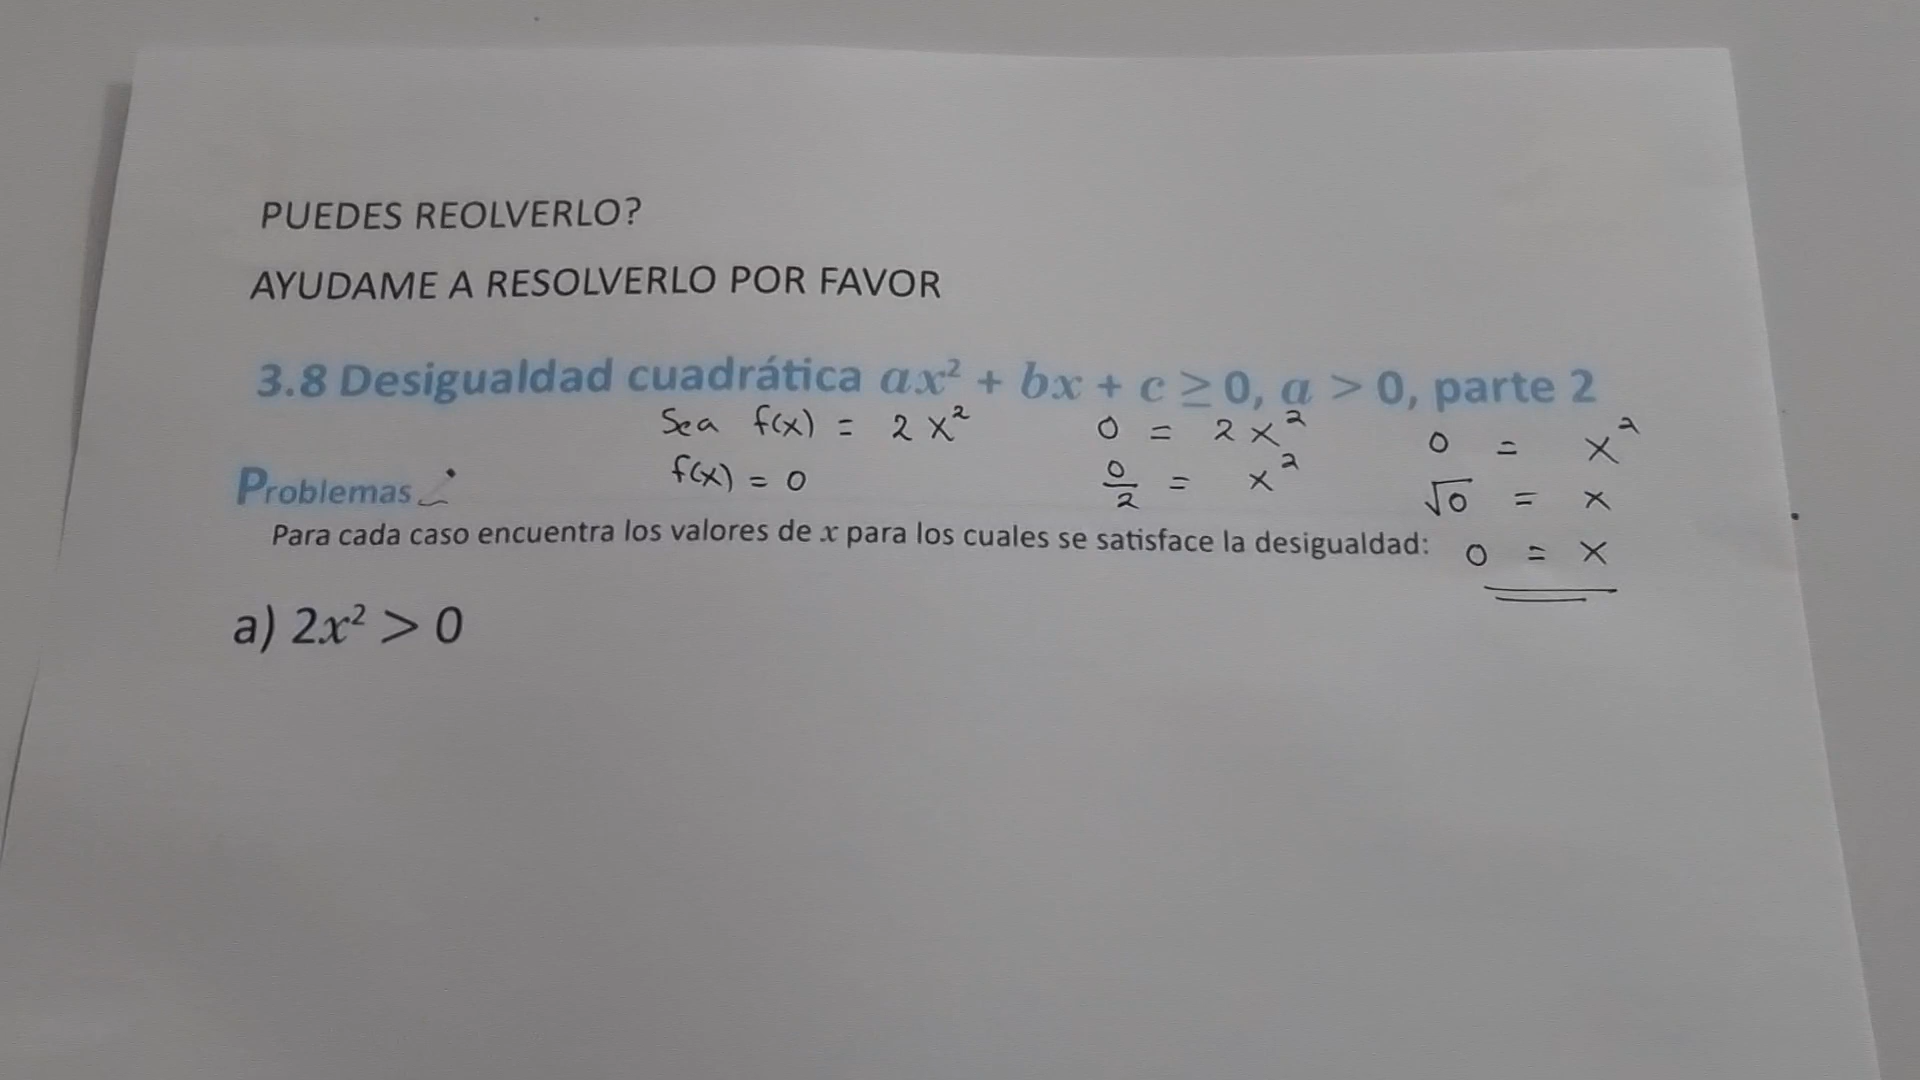 PUEDES REOLVERLO?
AYUDAME A RESOLVERLO POR FAVOR
3.8 Desigualdad cuadrática ax² + bx + c ≥ 0, a > 0, parte 2
Sea f(x) = 2x²
f(x) = 0
0 = 2x²
0/2 = x²
0 = x²
√0 = x
0 = x
Problemas
Para cada caso encuentra los valores de x para los cuales se satisface la desigualdad:
a) 2x² > 0